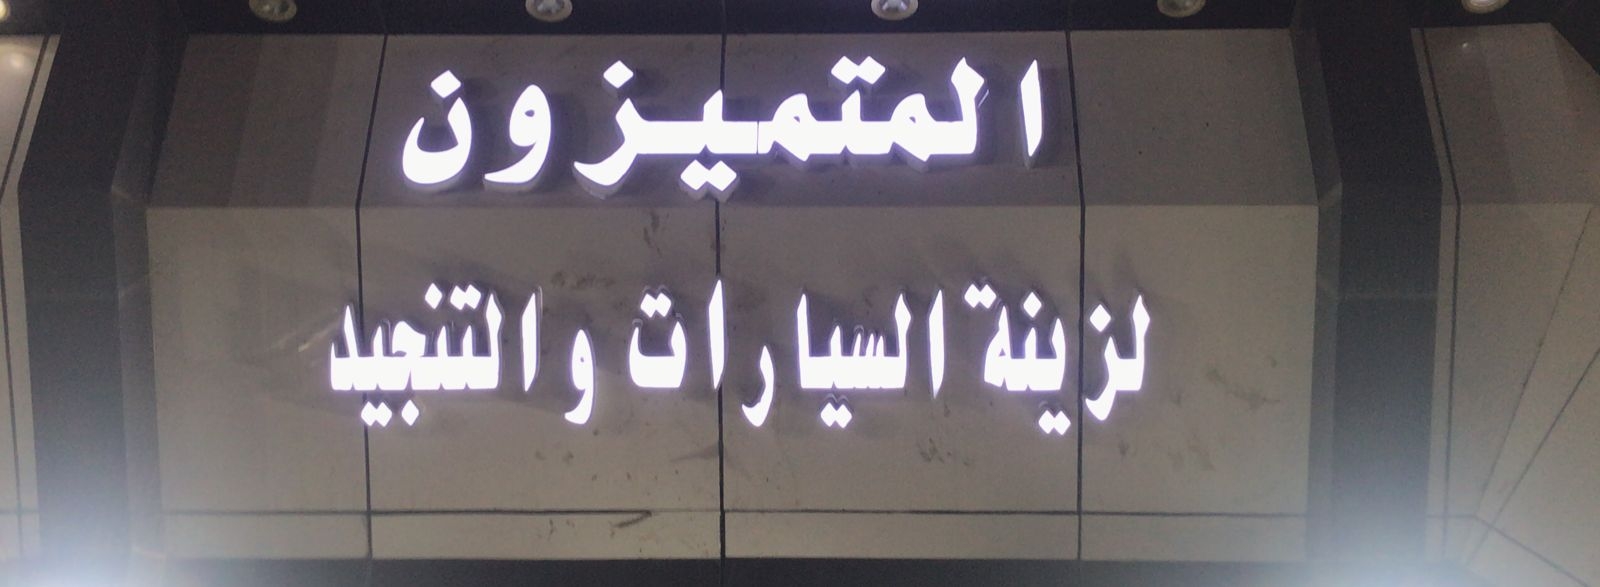 المتميزون
لزينة السيارات والتنجيد